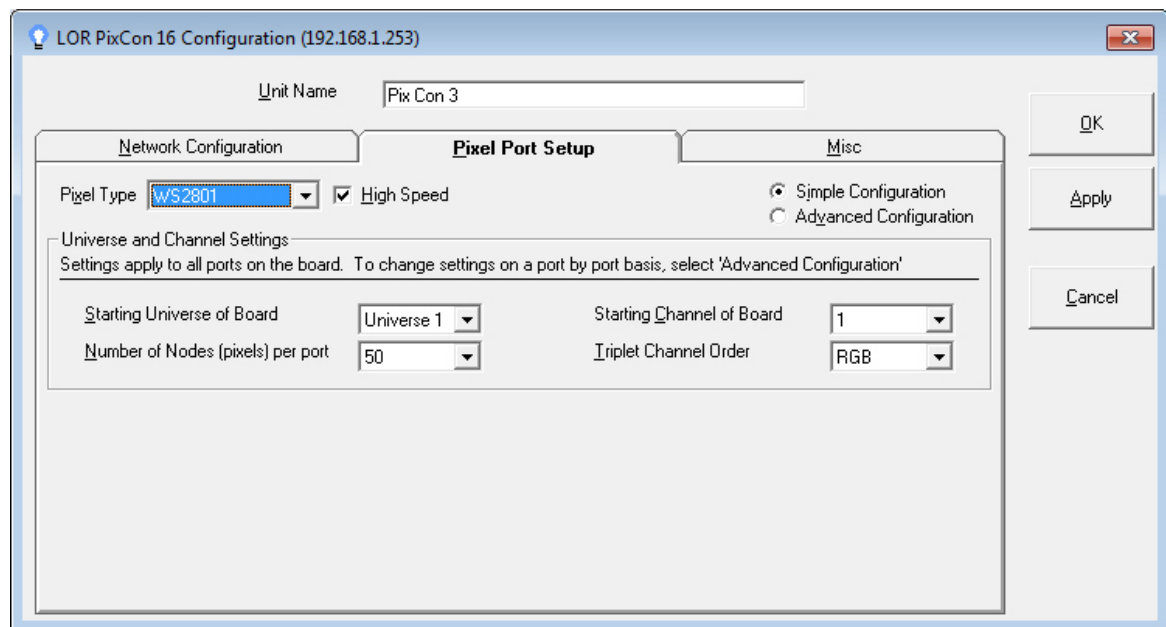 LOR PixCon 16 Configuration (192.168.1.253)
Unit Name Pix Con 3
OK
Network Configuration Pixel Port Setup Misc
Pixel Type WS2801 High Speed Simple Configuration
Apply
Advanced Configuration
Universe and Channel Settings
Settings apply to all ports on the board. To change settings on a port by port basis, select 'Advanced Configuration'
Cancel
Starting Universe of Board Universe 1 Starting Channel of Board 1
Number of Nodes (pixels) per port 50 Triplet Channel Order RGB